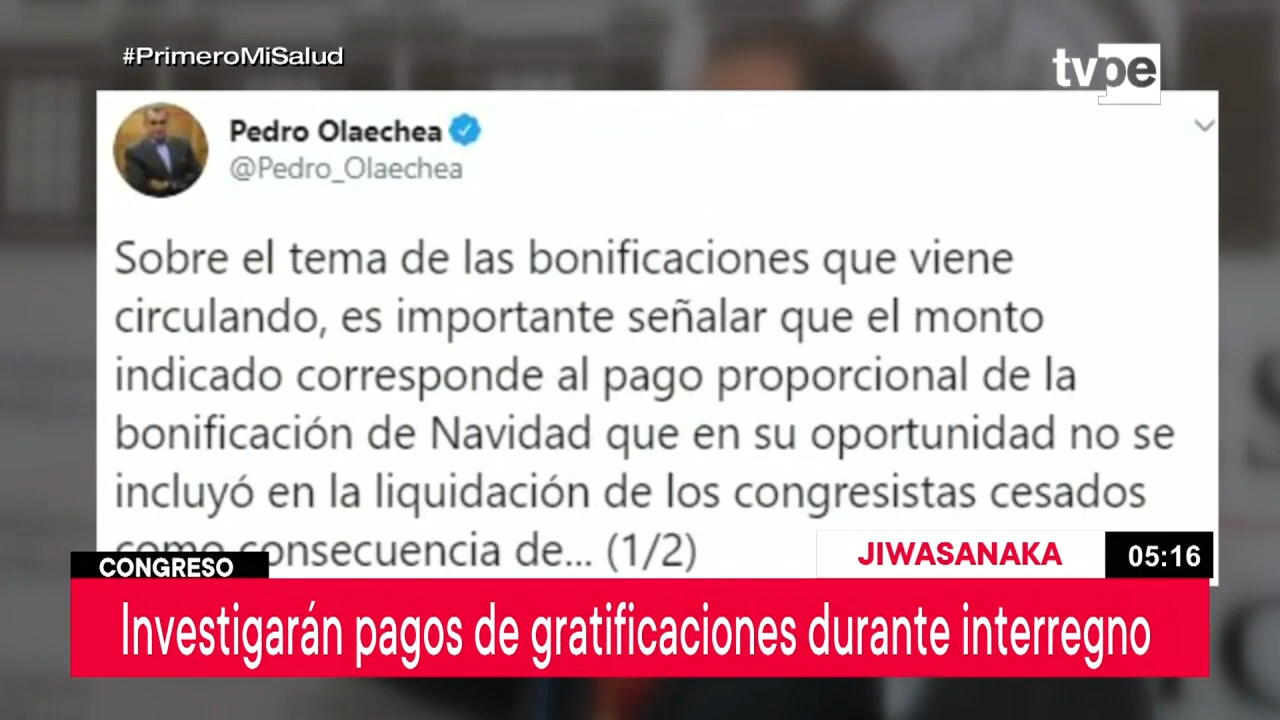 #PrimeroMiSalud
tvpe
Pedro Olaechea
@Pedro_Olaechea
Sobre el tema de las bonificaciones que viene
circulando, es importante señalar que el monto
indicado corresponde al pago proporcional de la
bonificación de Navidad que en su oportunidad no se
incluyó en la liquidación de los congresistas cesados
como consecuencia de... (1/2)
JIWASANAKA
05:16
CONGRESO
Investigarán pagos de gratificaciones durante interregno